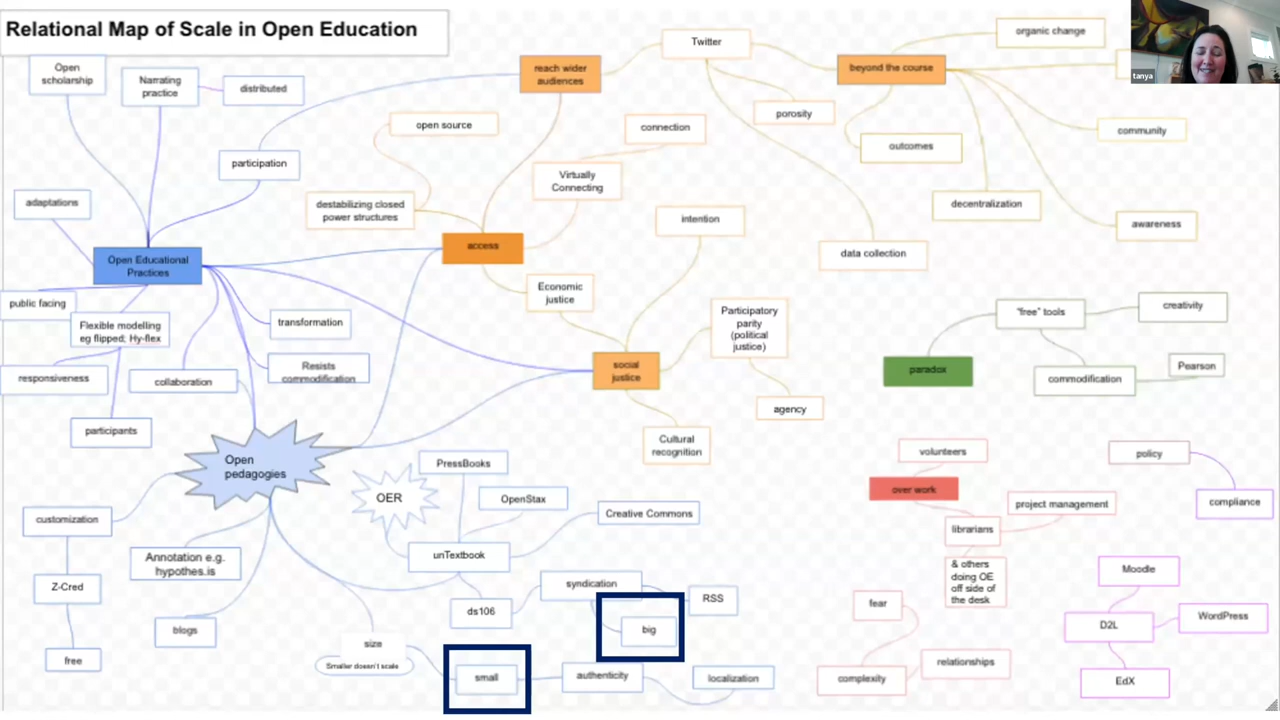 Relational Map of Scale in Open Education
tanya
Open
scholarship
Narrating
practice
distributed
reach wider
audiences
Twitter
beyond the course
organic change
open source
connection
porosity
community
outcomes
participation
Virtually
Connecting
adaptations
destabilizing closed
power structures
intention
decentralization
awareness
access
data collection
Open Educational
Practices
public facing
Flexible modelling
eg flipped; Hy-flex
transformation
Economic
justice
Participatory
parity
(political
justice)
"free" tools
creativity
responsiveness
collaboration
Resists
commodification
social
justice
paradox
commodification
Pearson
agency
participants
Cultural
recognition
Open
pedagogies
PressBooks
OER
OpenStax
Creative Commons
volunteers
policy
over work
project management
compliance
customization
librarians
Annotation e.g.
hypothes.is
unTextbook
& others
doing OE
off side of
the desk
Moodle
Z-Cred
syndication
RSS
ds106
fear
D2L
WordPress
blogs
big
size
Smaller doesn't scale
free
small
authenticity
localization
complexity
relationships
EdX